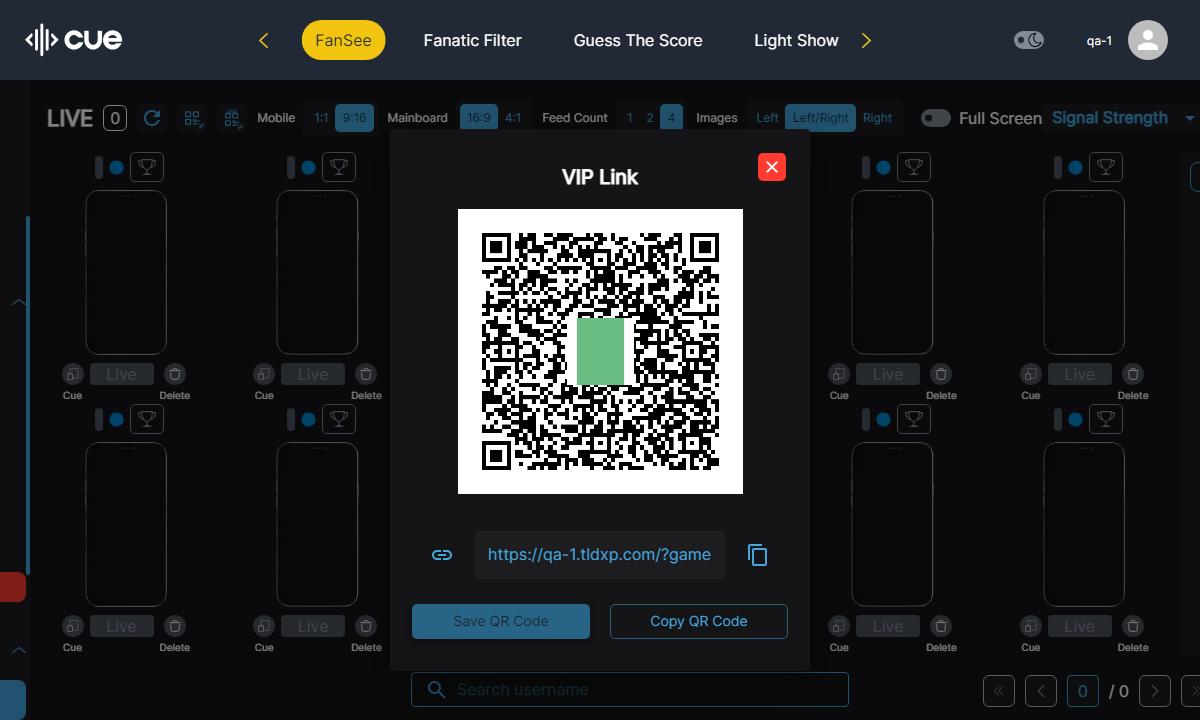 cue
FanSee
Fanatic Filter
Guess The Score
Light Show
qa-1
LIVE 0
Mobile 1:1 9:16
Mainboard 16:9 4:1
Feed Count 1 2 4
Images Left Left/Right Right
Full Screen
Signal Strength
VIP Link
Live Live Live Live
Cue Delete Cue Delete Cue Delete Cue Delete
https://qa-1.tldxp.com/?game
Save QR Code
Copy QR Code
Live Live Live Live
Cue Delete Cue Delete Cue Delete Cue Delete
Search username
0 / 0